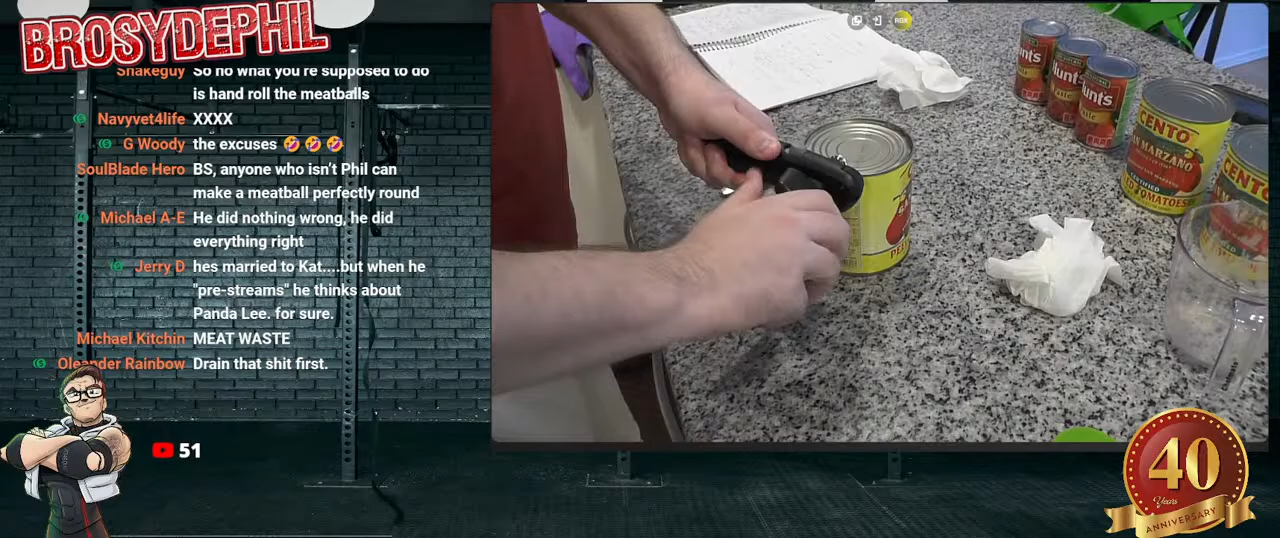 BROSYDEPHIL
Shakeguy So no what you're supposed to do
is hand roll the meatballs
Navyvet4life XXXX
G Woody the excuses 🤣🤣🤣
SoulBlade Hero BS, anyone who isn't Phil can
make a meatball perfectly round
Michael A-E He did nothing wrong, he did
everything right
Jerry D hes married to Kat....but when he
"pre-streams" he thinks about
Panda Lee. for sure.
Michael Kitchin MEAT WASTE
Oleander Rainbow Drain that shit first.
51
RGX
Hunt's
Hunt's
Hunts
CENTO
SAN MARZANO
CERTIFIED
TOMATOES
CENTO
40
Years
ANNIVERSARY